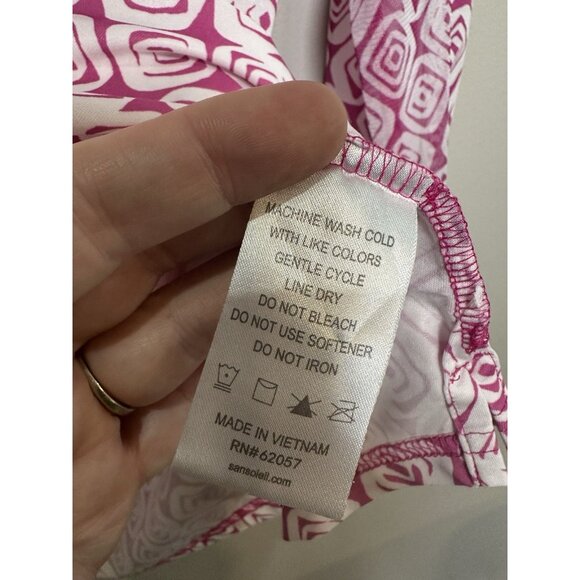 MACHINE WASH COLD
WITH LIKE COLORS
GENTLE CYCLE
LINE DRY
DO NOT BLEACH
DO NOT USE SOFTENER
DO NOT IRON
MADE IN VIETNAM
RN#62057
sansoleil.com